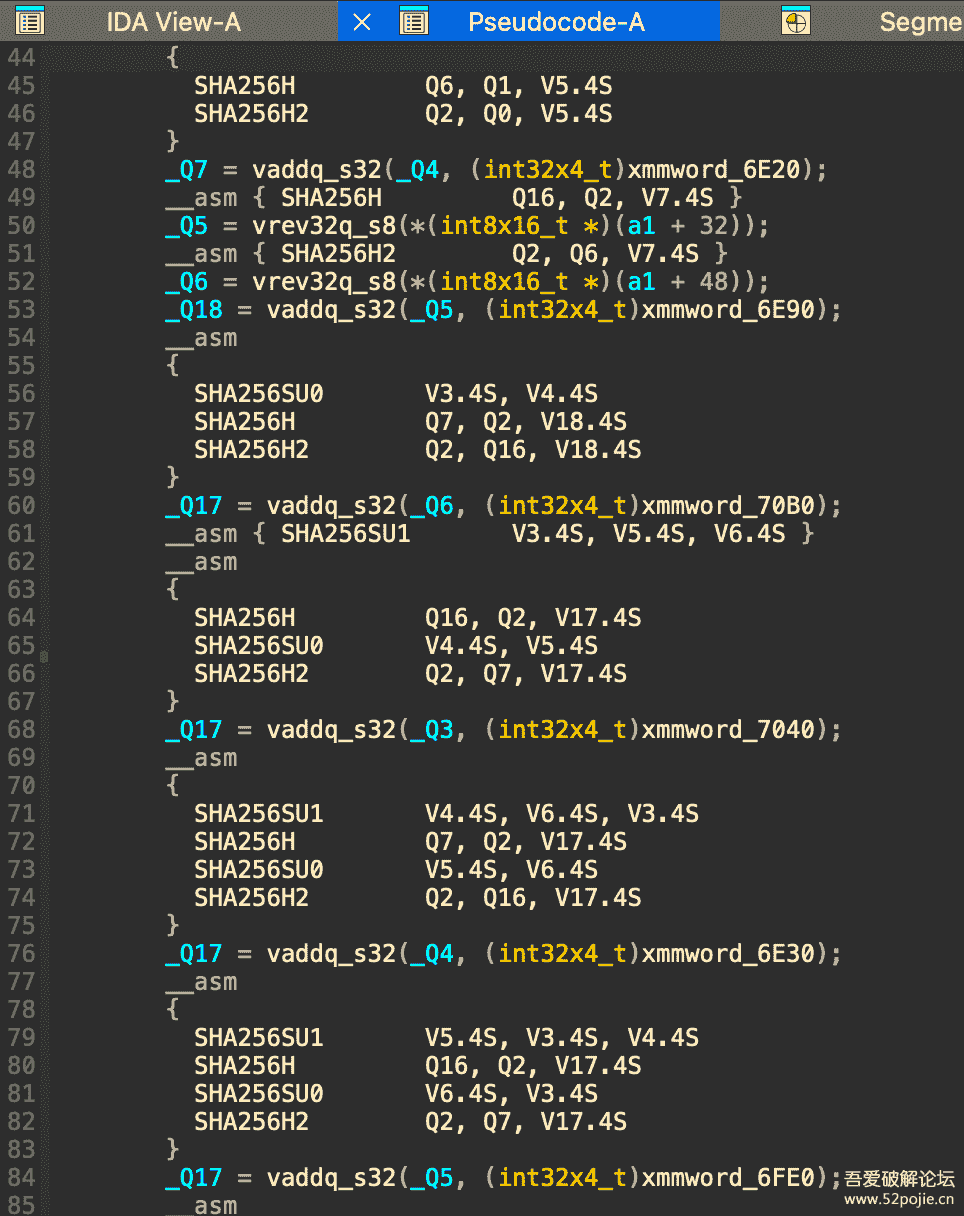 IDA View-A Pseudocode-A Segme
44 {
45 SHA256H Q6, Q1, V5.4S
46 SHA256H2 Q2, Q0, V5.4S
47 }
48 _Q7 = vaddq_s32(_Q4, (int32x4_t)xmmword_6E20);
49 __asm { SHA256H Q16, Q2, V7.4S }
50 _Q5 = vrev32q_s8(*(int8x16_t *)(a1 + 32));
51 __asm { SHA256H2 Q2, Q6, V7.4S }
52 _Q6 = vrev32q_s8(*(int8x16_t *)(a1 + 48));
53 _Q18 = vaddq_s32(_Q5, (int32x4_t)xmmword_6E90);
54 __asm
55 {
56 SHA256SU0 V3.4S, V4.4S
57 SHA256H Q7, Q2, V18.4S
58 SHA256H2 Q2, Q16, V18.4S
59 }
60 _Q17 = vaddq_s32(_Q6, (int32x4_t)xmmword_70B0);
61 __asm { SHA256SU1 V3.4S, V5.4S, V6.4S }
62 __asm
63 {
64 SHA256H Q16, Q2, V17.4S
65 SHA256SU0 V4.4S, V5.4S
66 SHA256H2 Q2, Q7, V17.4S
67 }
68 _Q17 = vaddq_s32(_Q3, (int32x4_t)xmmword_7040);
69 __asm
70 {
71 SHA256SU1 V4.4S, V6.4S, V3.4S
72 SHA256H Q7, Q2, V17.4S
73 SHA256SU0 V5.4S, V6.4S
74 SHA256H2 Q2, Q16, V17.4S
75 }
76 _Q17 = vaddq_s32(_Q4, (int32x4_t)xmmword_6E30);
77 __asm
78 {
79 SHA256SU1 V5.4S, V3.4S, V4.4S
80 SHA256H Q16, Q2, V17.4S
81 SHA256SU0 V6.4S, V3.4S
82 SHA256H2 Q2, Q7, V17.4S
83 }
84 _Q17 = vaddq_s32(_Q5, (int32x4_t)xmmword_6FE0);
85 __asm
吾爱破解论坛
www.52pojie.cn